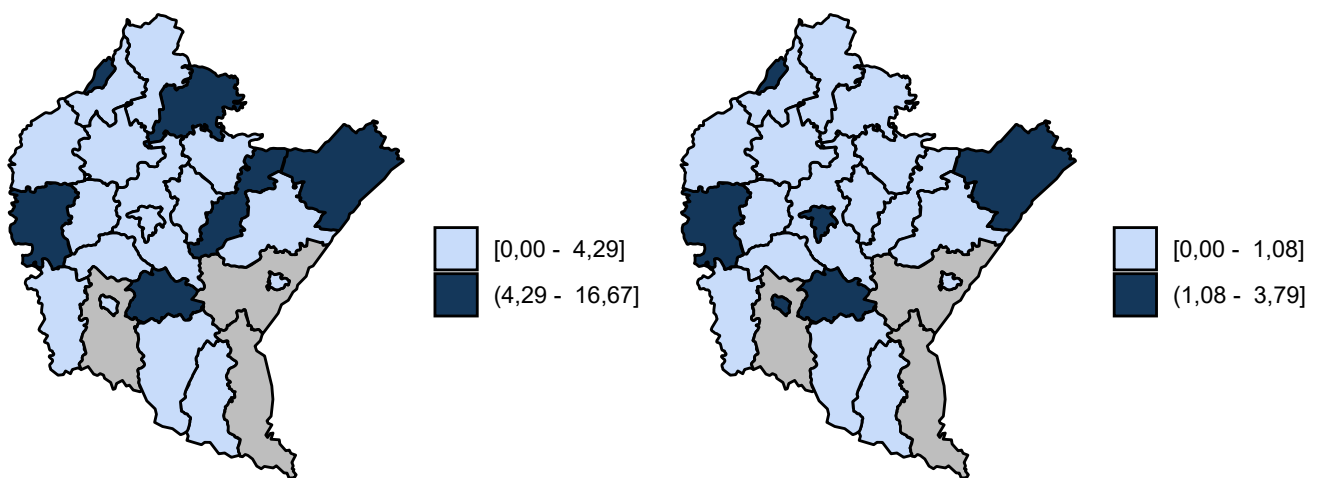 [0,00 - 4,29]
(4,29 - 16,67]
[0,00 - 1,08]
(1,08 - 3,79]